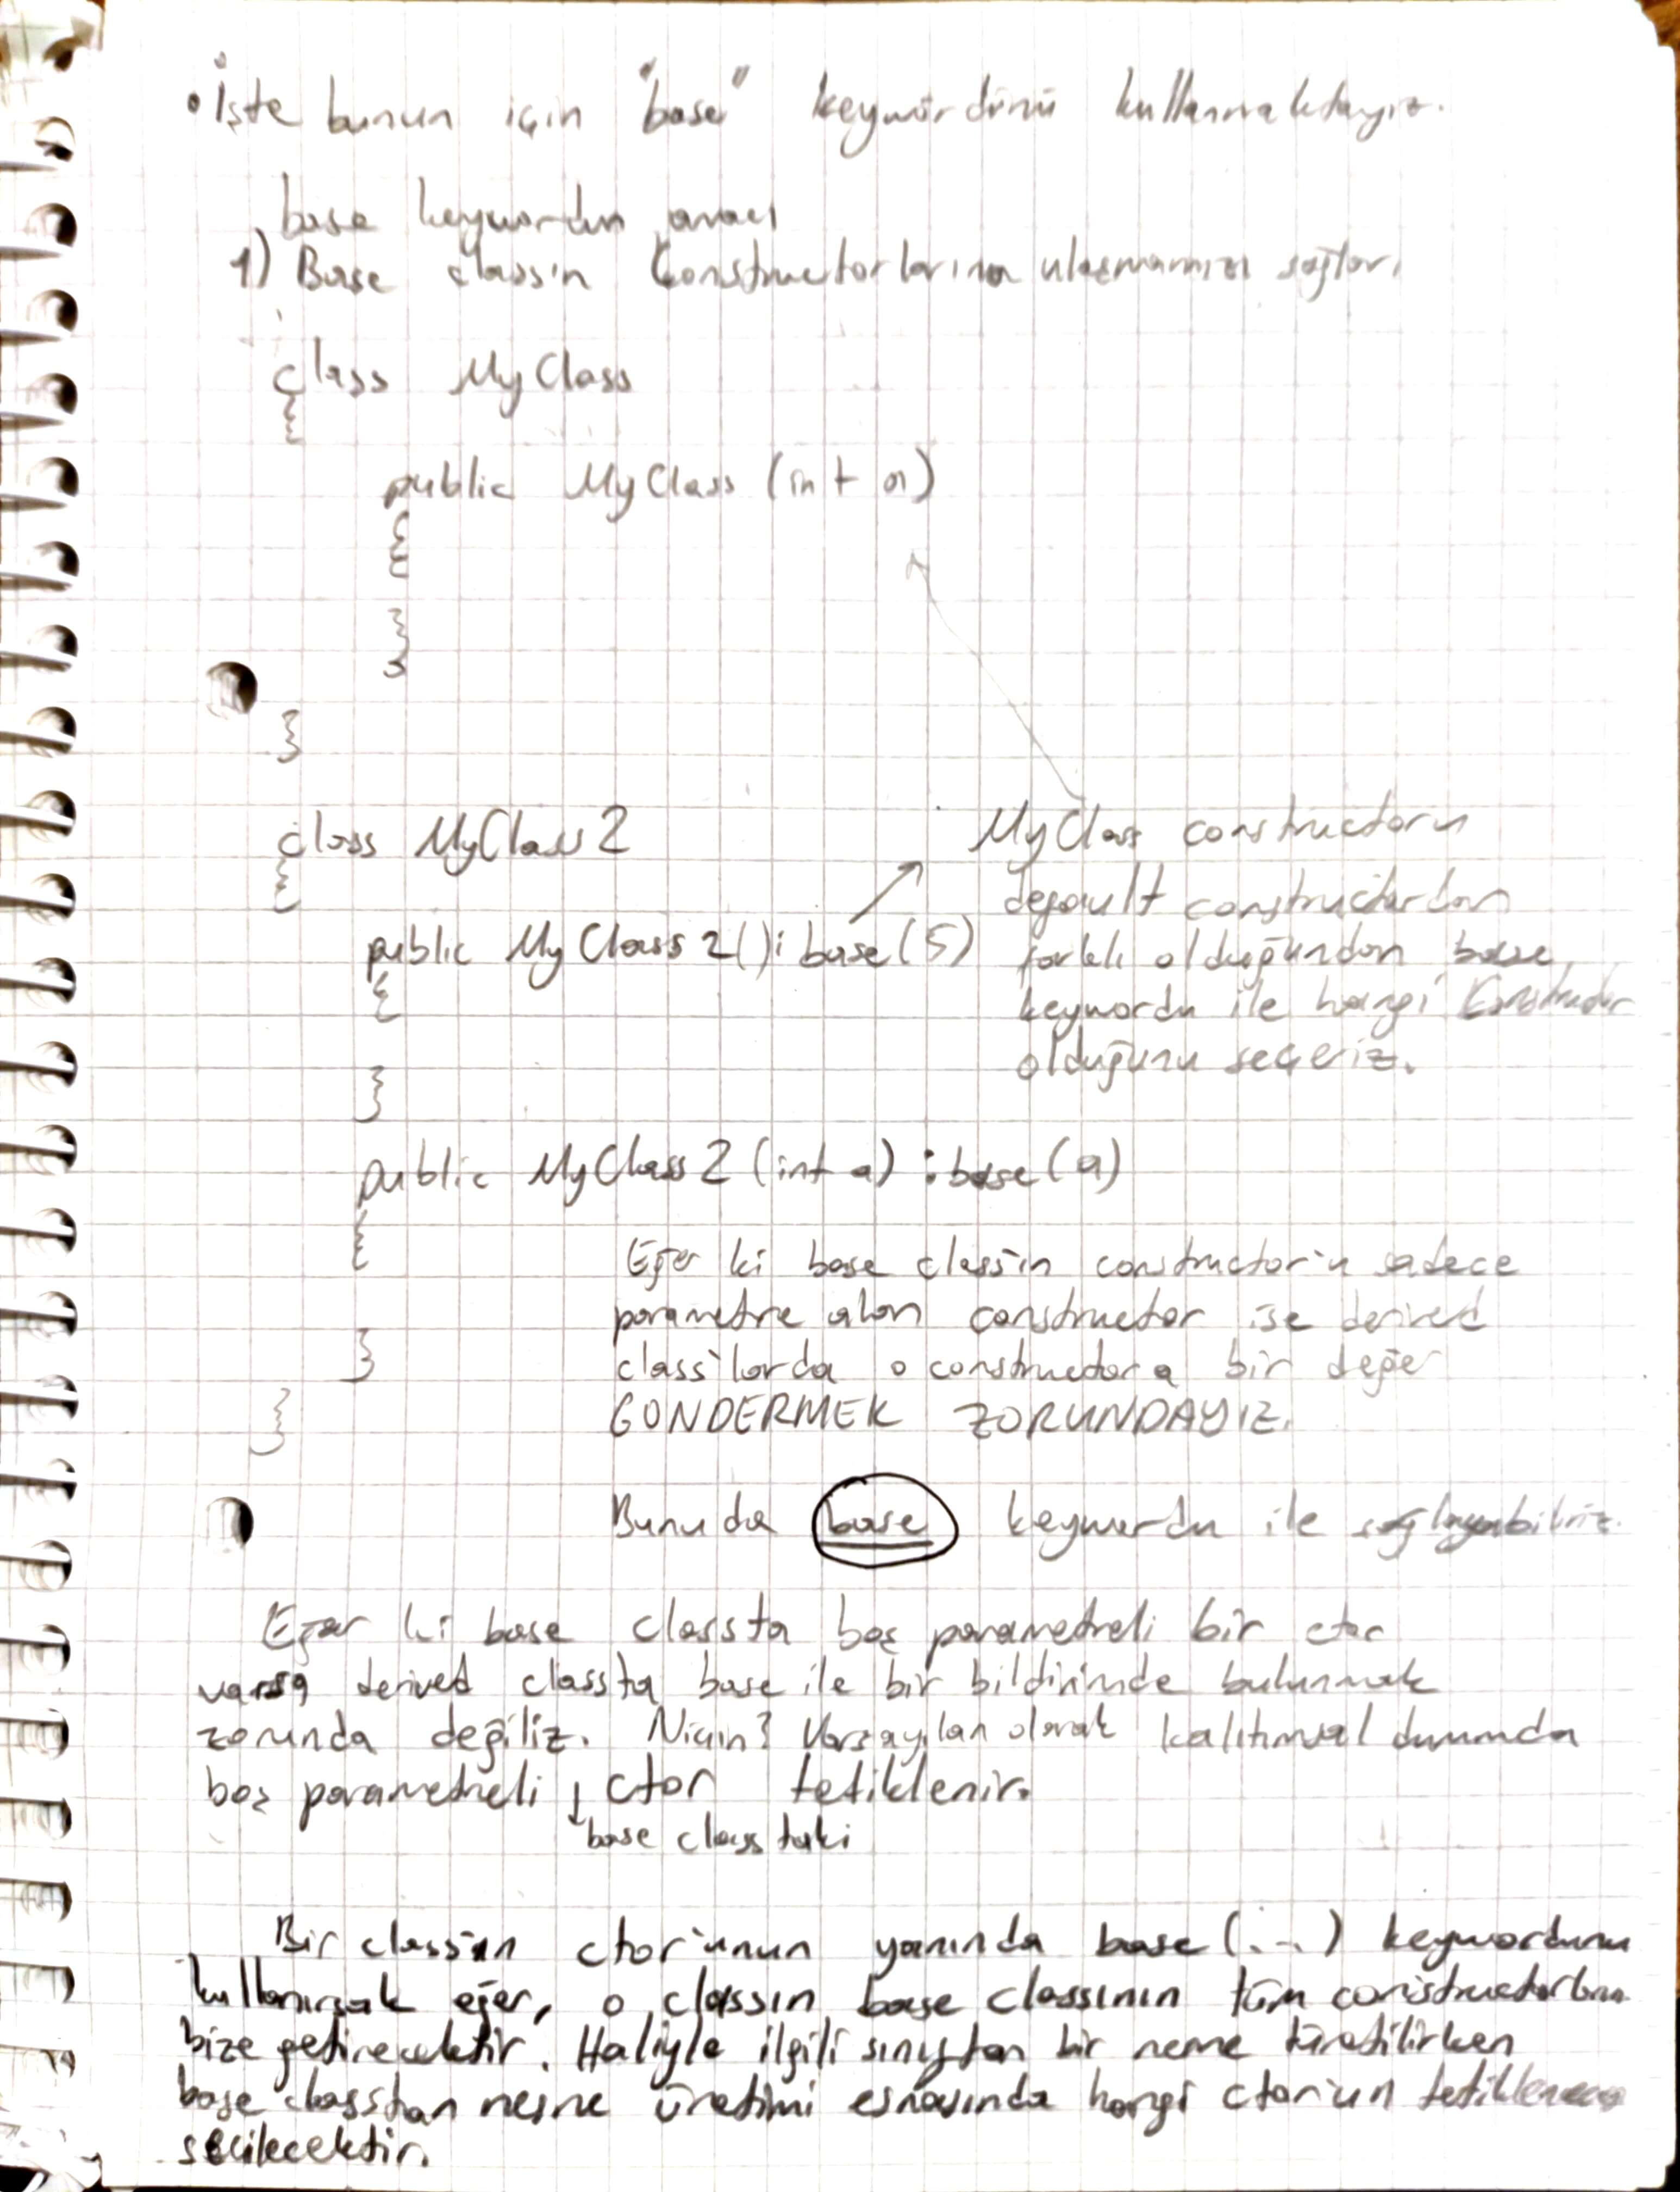 • İşte bunun için "base" keywordünü kullanmaktayız.
base keywordun amacı
1) Base classın Constructorlarına ulaşmamızı sağlar.
class MyClass
{
public MyClass (int a)
{
}
}
class MyClass2
{
public MyClass2() : base(5)
{
}
MyClass constructorı
default constructordan
farklı olduğundan base
keywordu ile hangi Constructor
olduğunu seçeriz.
public MyClass2 (int a) : base(a)
{
}
}
Eğer ki base class'ın constructor'ı sadece
parametre alan constructor ise derived
class'larda o constructor a bir değer
GÖNDERMEK ZORUNDAYIZ.
Bunu da base keywordu ile sağlayabiliriz.
Eğer ki base classta boş parametreli bir ctor
varsa derived classta base ile bir bildirimde bulunmak
zorunda değiliz. Niçin? Varsayılan olarak kalıtımsal durumda
boş parametreli ↓ ctor tetiklenir.
base class taki
Bir class'ın ctor'unun yanında base(...) keywordunu
kullanırsak eğer, o classın base classının tüm constructorlarını
bize getirecektir. Haliyle ilgili sınıftan bir nesne üretilirken
base classtan nesne üretimi esnasında hangi ctor'un tetikleneceği
seçilecektir.